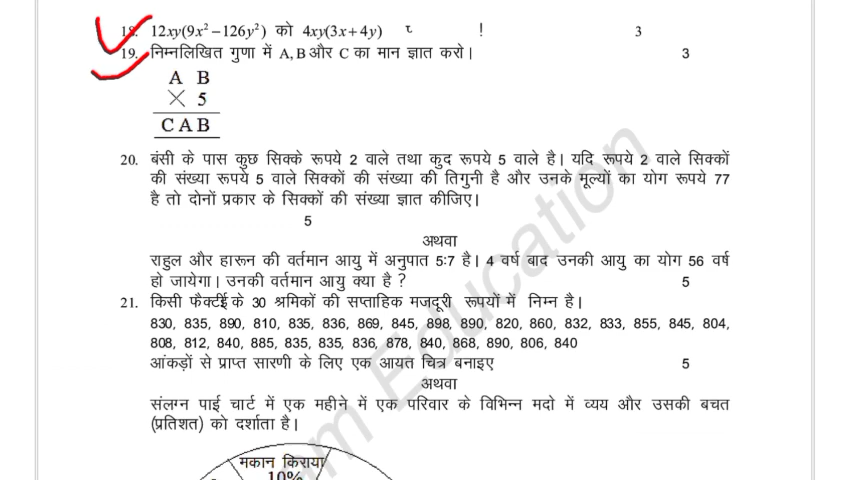 18. 12xy(9x² – 126y²) को 4xy(3x + 4y) !     3
19. निम्नलिखित गुणा में A, B और C का मान ज्ञात करो।     3
A B
× 5
C A B
20. बंसी के पास कुछ सिक्के रूपये 2 वाले तथा कुद रूपये 5 वाले है। यदि रूपये 2 वाले सिक्कों
की संख्या रूपये 5 वाले सिक्कों की संख्या की तिगुनी है और उनके मूल्यों का योग रूपये 77
है तो दोनों प्रकार के सिक्कों की संख्या ज्ञात कीजिए।
5
अथवा
राहुल और हारून की वर्तमान आयु में अनुपात 5:7 है। 4 वर्ष बाद उनकी आयु का योग 56 वर्ष
हो जायेगा। उनकी वर्तमान आयु क्या है ?     5
21. किसी फैक्टई के 30 श्रमिकों की सप्ताहिक मजदूरी रूपयों में निम्न है।
830, 835, 890, 810, 835, 836, 869, 845, 898, 890, 820, 860, 832, 833, 855, 845, 804,
808, 812, 840, 885, 835, 835, 836, 878, 840, 868, 890, 806, 840
आंकड़ों से प्राप्त सारणी के लिए एक आयत चित्र बनाइए     5
अथवा
संलग्न पाई चार्ट में एक महीने में एक परिवार के विभिन्न मदो में व्यय और उसकी बचत
(प्रतिशत) को दर्शाता है।
मकान किराया
10%
Education